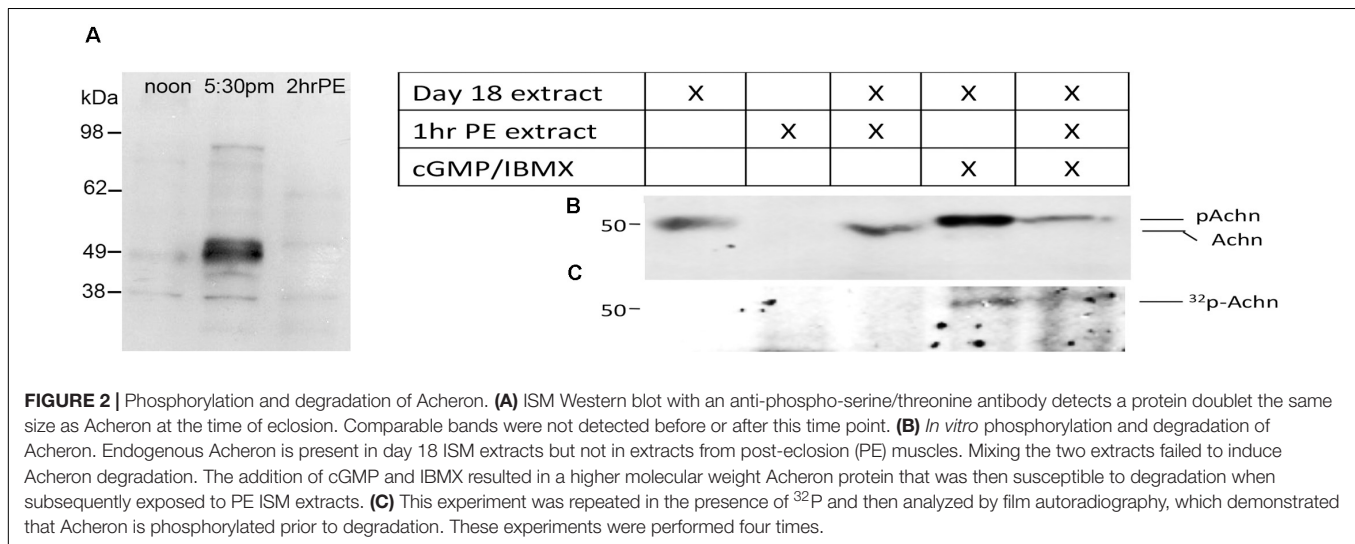 A
noon 5:30pm 2hrPE
kDa
98
62
49
38
Day 18 extract X X X X
1hr PE extract X X X
cGMP/IBMX X X
B
50
pAchn
Achn
C
50
³²p-Achn
FIGURE 2 | Phosphorylation and degradation of Acheron. (A) ISM Western blot with an anti-phospho-serine/threonine antibody detects a protein doublet the same
size as Acheron at the time of eclosion. Comparable bands were not detected before or after this time point. (B) In vitro phosphorylation and degradation of
Acheron. Endogenous Acheron is present in day 18 ISM extracts but not in extracts from post-eclosion (PE) muscles. Mixing the two extracts failed to induce
Acheron degradation. The addition of cGMP and IBMX resulted in a higher molecular weight Acheron protein that was then susceptible to degradation when
subsequently exposed to PE ISM extracts. (C) This experiment was repeated in the presence of ³²P and then analyzed by film autoradiography, which demonstrated
that Acheron is phosphorylated prior to degradation. These experiments were performed four times.